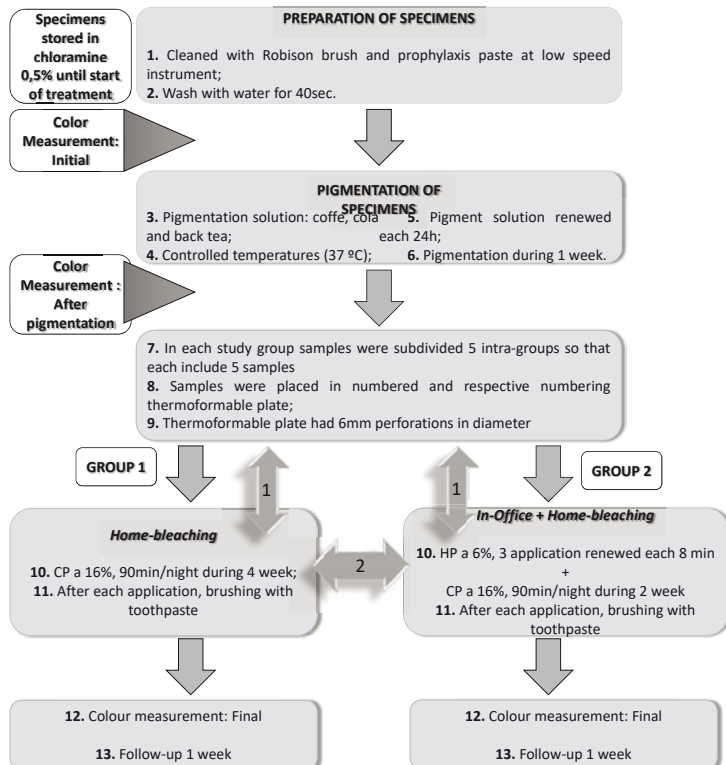 Specimens
stored in
chloramine
0,5% until start
of treatment
PREPARATION OF SPECIMENS
1. Cleaned with Robison brush and prophylaxis paste at low speed
instrument;
2. Wash with water for 40sec.
Color
Measurement:
Initial
PIGMENTATION OF
SPECIMENS
3. Pigmentation solution: coffe, cola
and back tea;
4. Controlled temperatures (37 ºC);
5. Pigment solution renewed
each 24h;
6. Pigmentation during 1 week.
Color
Measurement :
After
pigmentation
7. In each study group samples were subdivided 5 intra-groups so that
each include 5 samples
8. Samples were placed in numbered and respective numbering
thermoformable plate;
9. Thermoformable plate had 6mm perforations in diameter
GROUP 1
1
1
GROUP 2
Home-bleaching
10. CP a 16%, 90min/night during 4 week;
11. After each application, brushing with
toothpaste
2
In-Office + Home-bleaching
10. HP a 6%, 3 application renewed each 8 min
+
CP a 16%, 90min/night during 2 week
11. After each application, brushing with
toothpaste
12. Colour measurement: Final
13. Follow-up 1 week
12. Colour measurement: Final
13. Follow-up 1 week